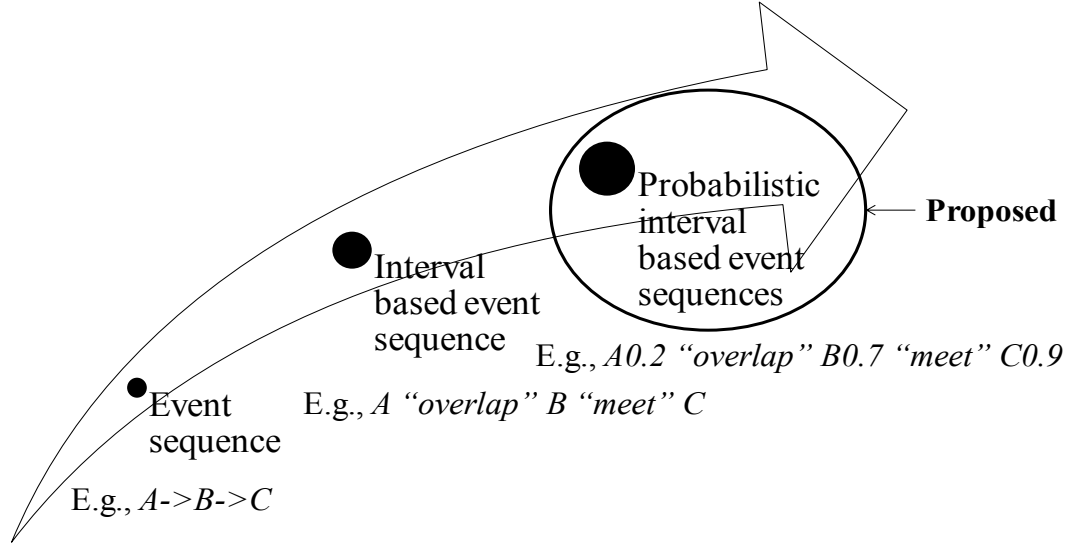 Probabilistic
interval
based event
sequences
Proposed
Interval
based event
sequence
E.g., A0.2 “overlap” B0.7 “meet” C0.9
Event
sequence
E.g., A “overlap” B “meet” C
E.g., A->B->C